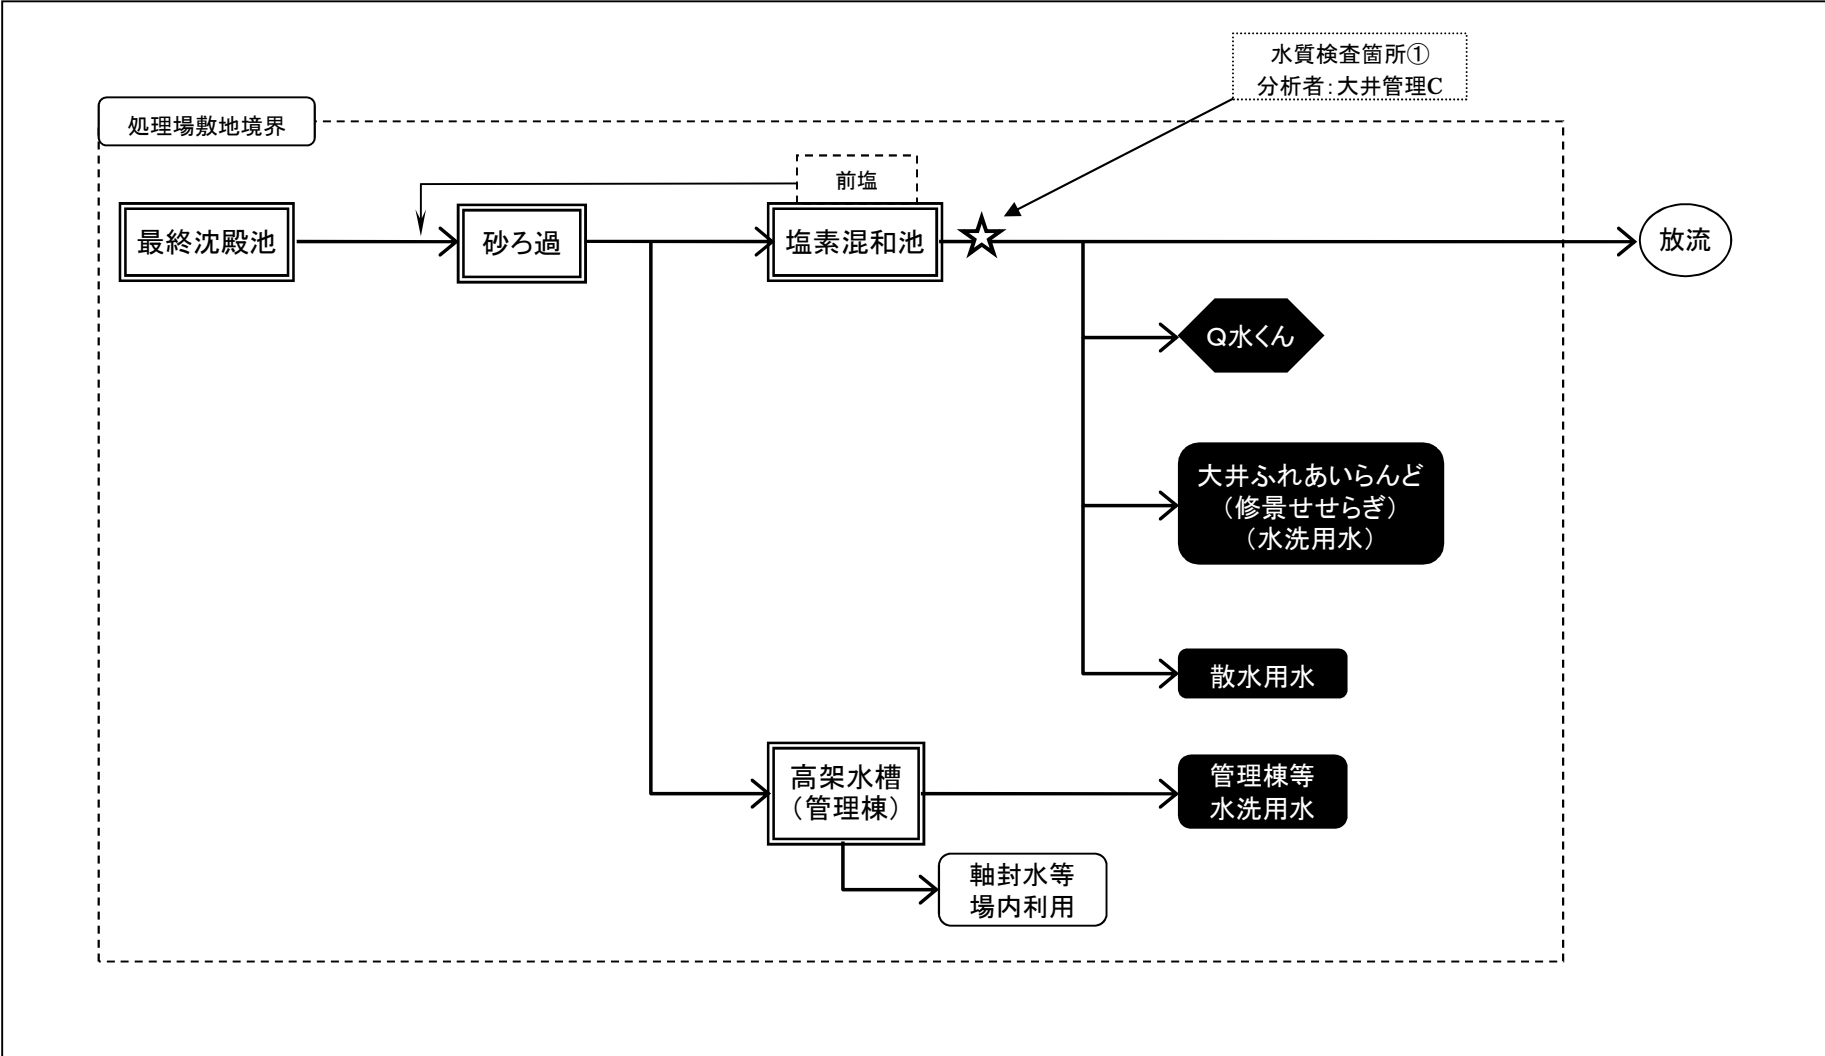 水質検査箇所①
分析者：大井管理C
処理場敷地境界
前塩
最終沈殿池
砂ろ過
塩素混和池
放流
Q水くん
大井ふれあいらんど
（修景せせらぎ）
（水洗用水）
散水用水
高架水槽
（管理棟）
管理棟等
水洗用水
軸封水等
場内利用